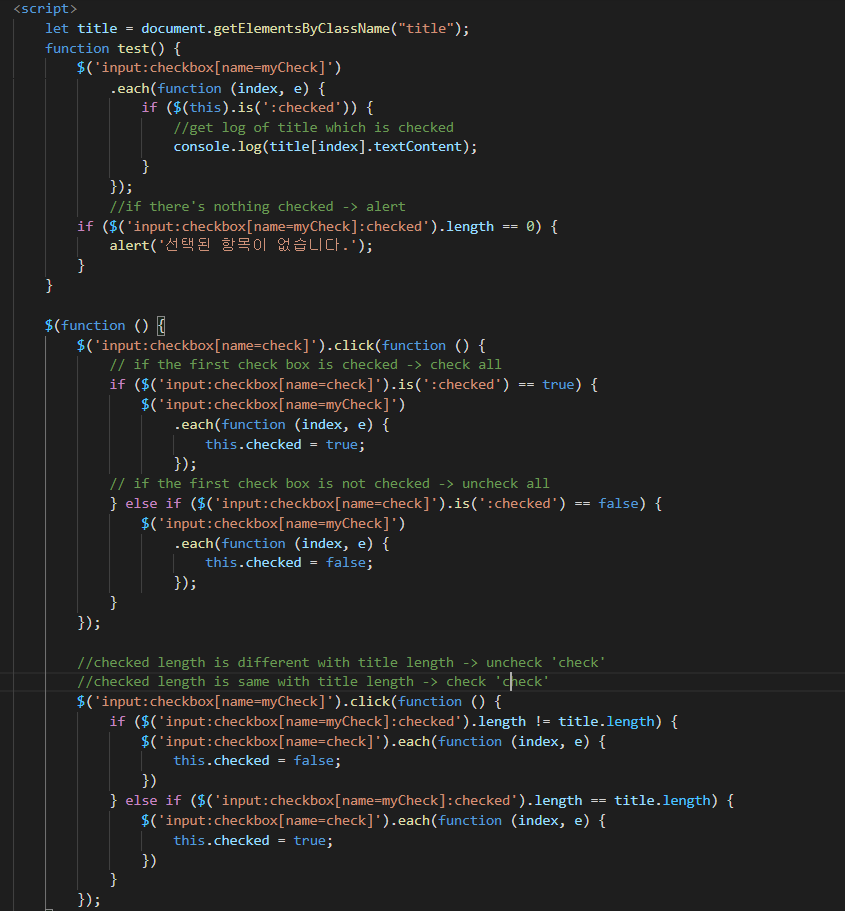 <script>
let title = document.getElementsByClassName("title");
function test() {
$('input:checkbox[name=myCheck]')
.each(function (index, e) {
if ($(this).is(':checked')) {
//get log of title which is checked
console.log(title[index].textContent);
}
});
//if there's nothing checked -> alert
if ($('input:checkbox[name=myCheck]:checked').length == 0) {
alert('선택된 항목이 없습니다.');
}
}
$(function () {
$('input:checkbox[name=check]').click(function () {
// if the first check box is checked -> check all
if ($('input:checkbox[name=check]').is(':checked') == true) {
$('input:checkbox[name=myCheck]')
.each(function (index, e) {
this.checked = true;
});
// if the first check box is not checked -> uncheck all
} else if ($('input:checkbox[name=check]').is(':checked') == false) {
$('input:checkbox[name=myCheck]')
.each(function (index, e) {
this.checked = false;
});
}
});
//checked length is different with title length -> uncheck 'check'
//checked length is same with title length -> check 'check'
$('input:checkbox[name=myCheck]').click(function () {
if ($('input:checkbox[name=myCheck]:checked').length != title.length) {
$('input:checkbox[name=check]').each(function (index, e) {
this.checked = false;
})
} else if ($('input:checkbox[name=myCheck]:checked').length == title.length) {
$('input:checkbox[name=check]').each(function (index, e) {
this.checked = true;
})
}
});